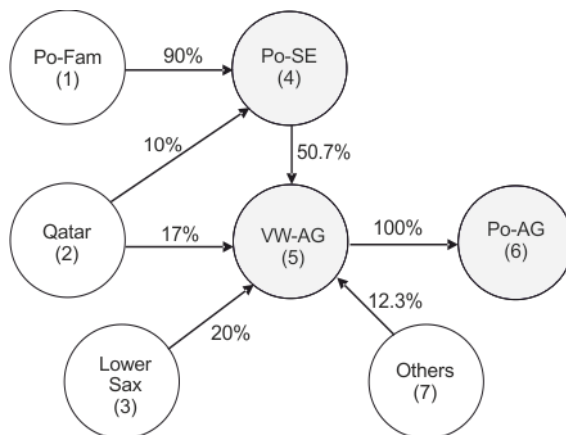 Po-Fam
(1)
90%
Po-SE
(4)
10%
50.7%
Qatar
(2)
17%
VW-AG
(5)
100%
Po-AG
(6)
20%
12.3%
Lower
Sax
(3)
Others
(7)